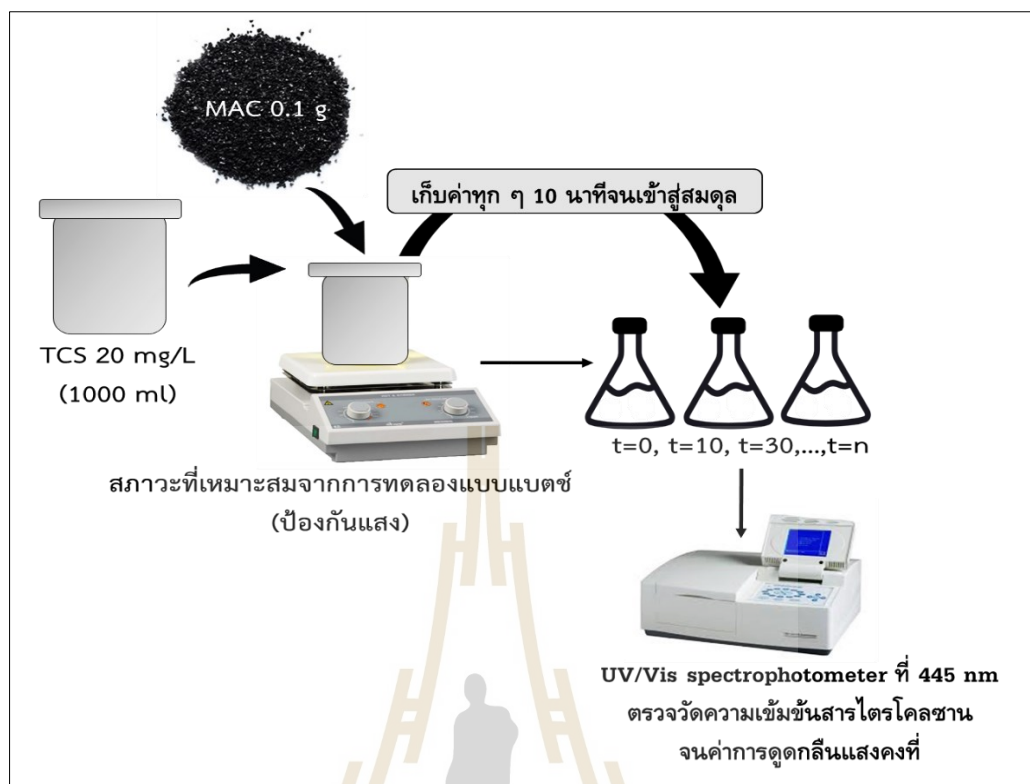 MAC 0.1 g
เก็บค่าทุก ๆ 10 นาทีจนเข้าสู่สมดุล
TCS 20 mg/L
(1000 ml)
t=0, t=10, t=30,...,t=n
สภาวะที่เหมาะสมจากการทดลองแบบแบตช์
(ป้องกันแสง)
UV/Vis spectrophotometer ที่ 445 nm
ตรวจวัดความเข้มข้นสารไตรโคลซาน
จนค่าการดูดกลืนแสงคงที่